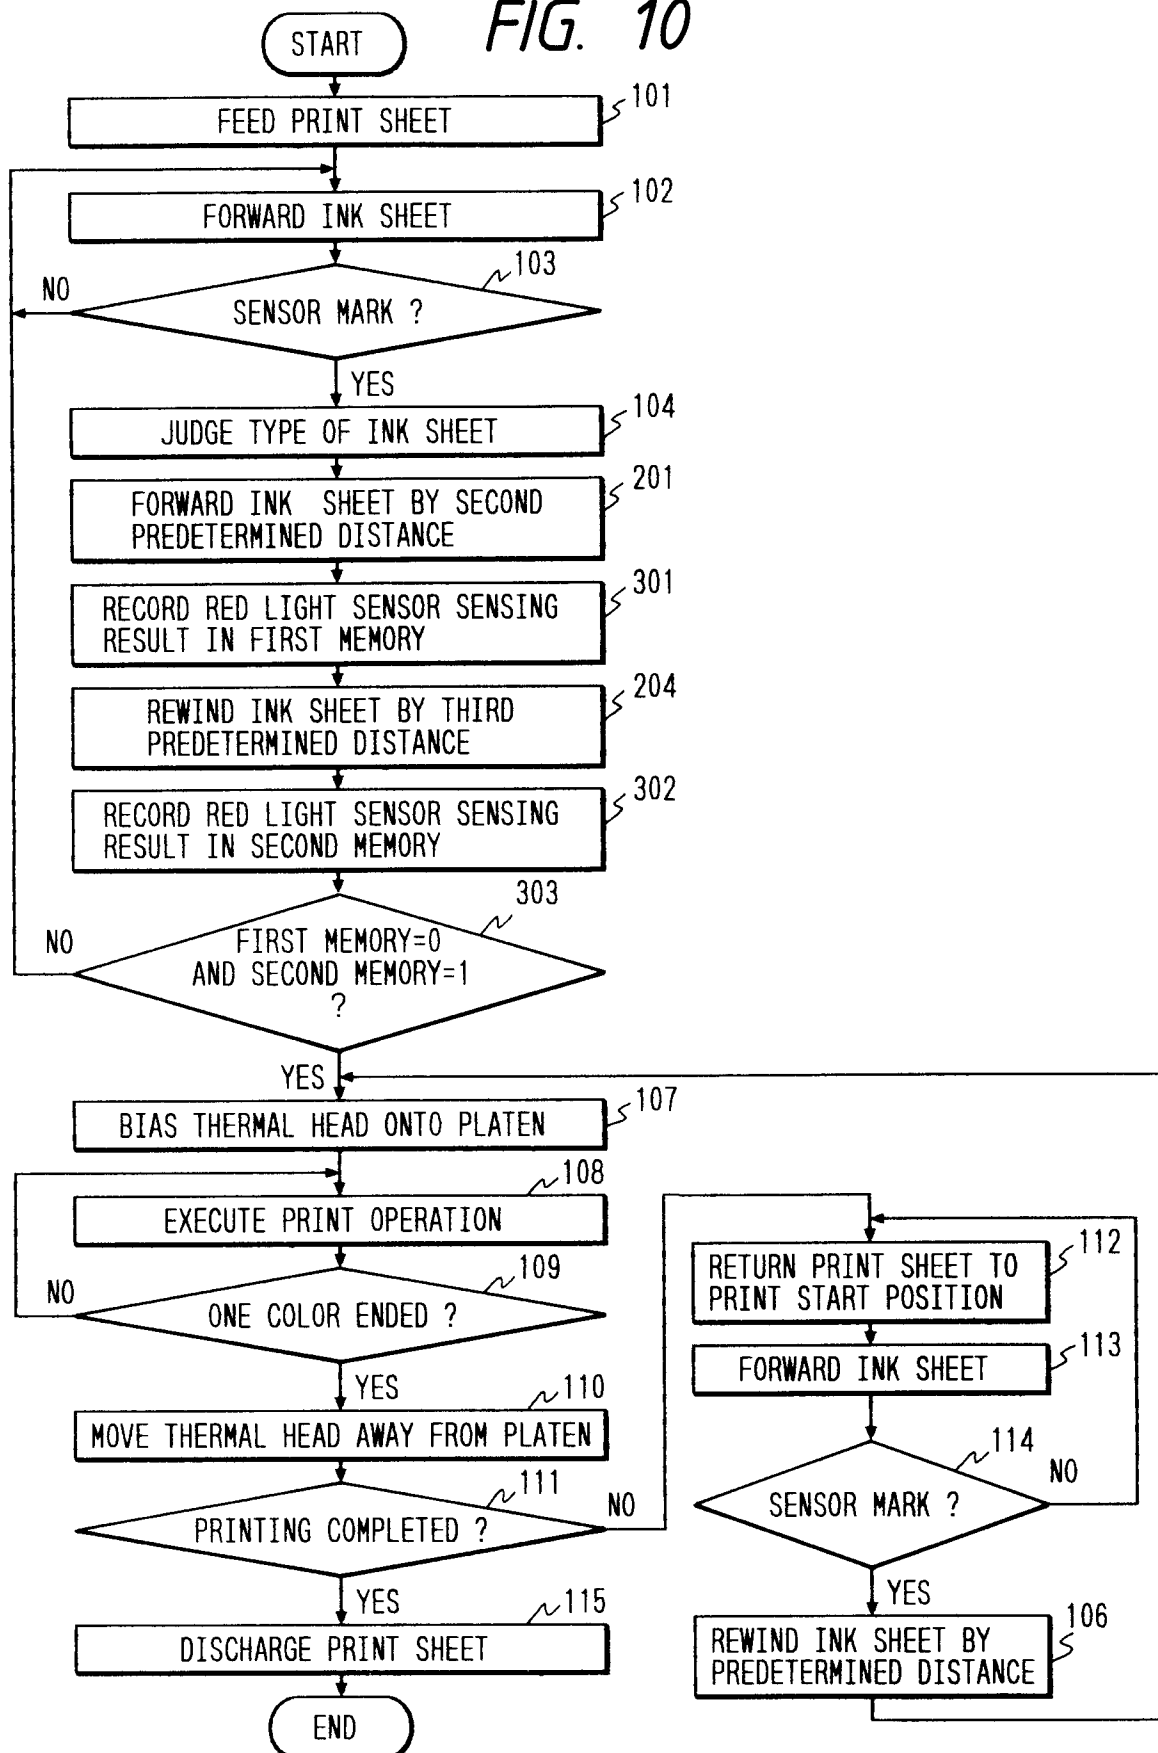 FIG. 10
START
101
FEED PRINT SHEET
102
FORWARD INK SHEET
103
NO
SENSOR MARK ?
YES
104
JUDGE TYPE OF INK SHEET
201
FORWARD INK SHEET BY SECOND
PREDETERMINED DISTANCE
301
RECORD RED LIGHT SENSOR SENSING
RESULT IN FIRST MEMORY
204
REWIND INK SHEET BY THIRD
PREDETERMINED DISTANCE
302
RECORD RED LIGHT SENSOR SENSING
RESULT IN SECOND MEMORY
303
NO
FIRST MEMORY=0
AND SECOND MEMORY=1
?
YES
107
BIAS THERMAL HEAD ONTO PLATEN
108
EXECUTE PRINT OPERATION
109
NO
ONE COLOR ENDED ?
YES
110
MOVE THERMAL HEAD AWAY FROM PLATEN
111
NO
PRINTING COMPLETED ?
YES
115
DISCHARGE PRINT SHEET
END
112
RETURN PRINT SHEET TO
PRINT START POSITION
113
FORWARD INK SHEET
114
NO
SENSOR MARK ?
YES
106
REWIND INK SHEET BY
PREDETERMINED DISTANCE